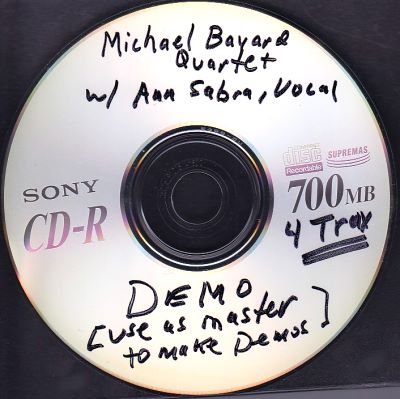 Michael Bayard
Quartet
w/ Ann Sabra, Vocal
SONY
CD-R
disc
Recordable
SUPREMAS
700MB
4 Trax
DEMO
[use as master
to make Demos]